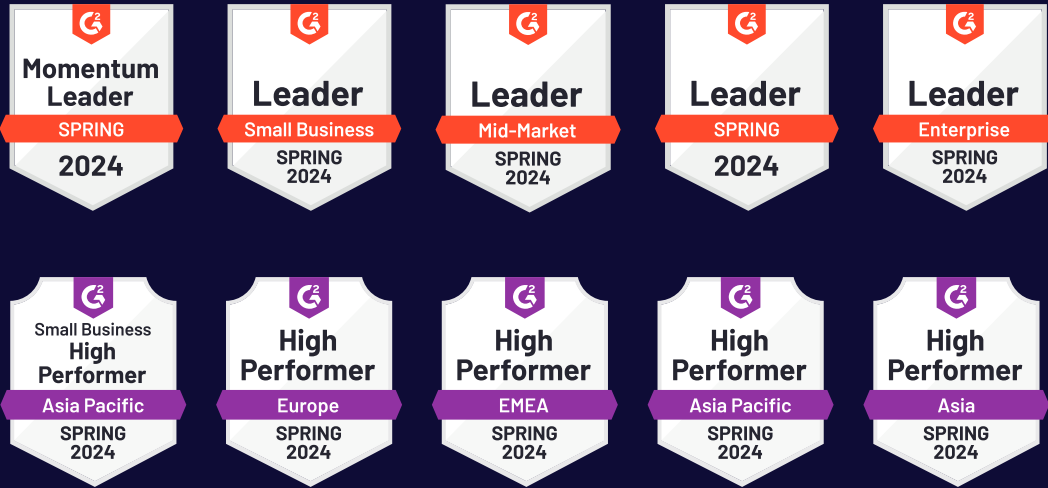 G2
Momentum
Leader
SPRING
2024
G2
Leader
Small Business
SPRING
2024
G2
Leader
Mid-Market
SPRING
2024
G2
Leader
SPRING
2024
G2
Leader
Enterprise
SPRING
2024
G2
Small Business
High
Performer
Asia Pacific
SPRING
2024
G2
High
Performer
Europe
SPRING
2024
G2
High
Performer
EMEA
SPRING
2024
G2
High
Performer
Asia Pacific
SPRING
2024
G2
High
Performer
Asia
SPRING
2024